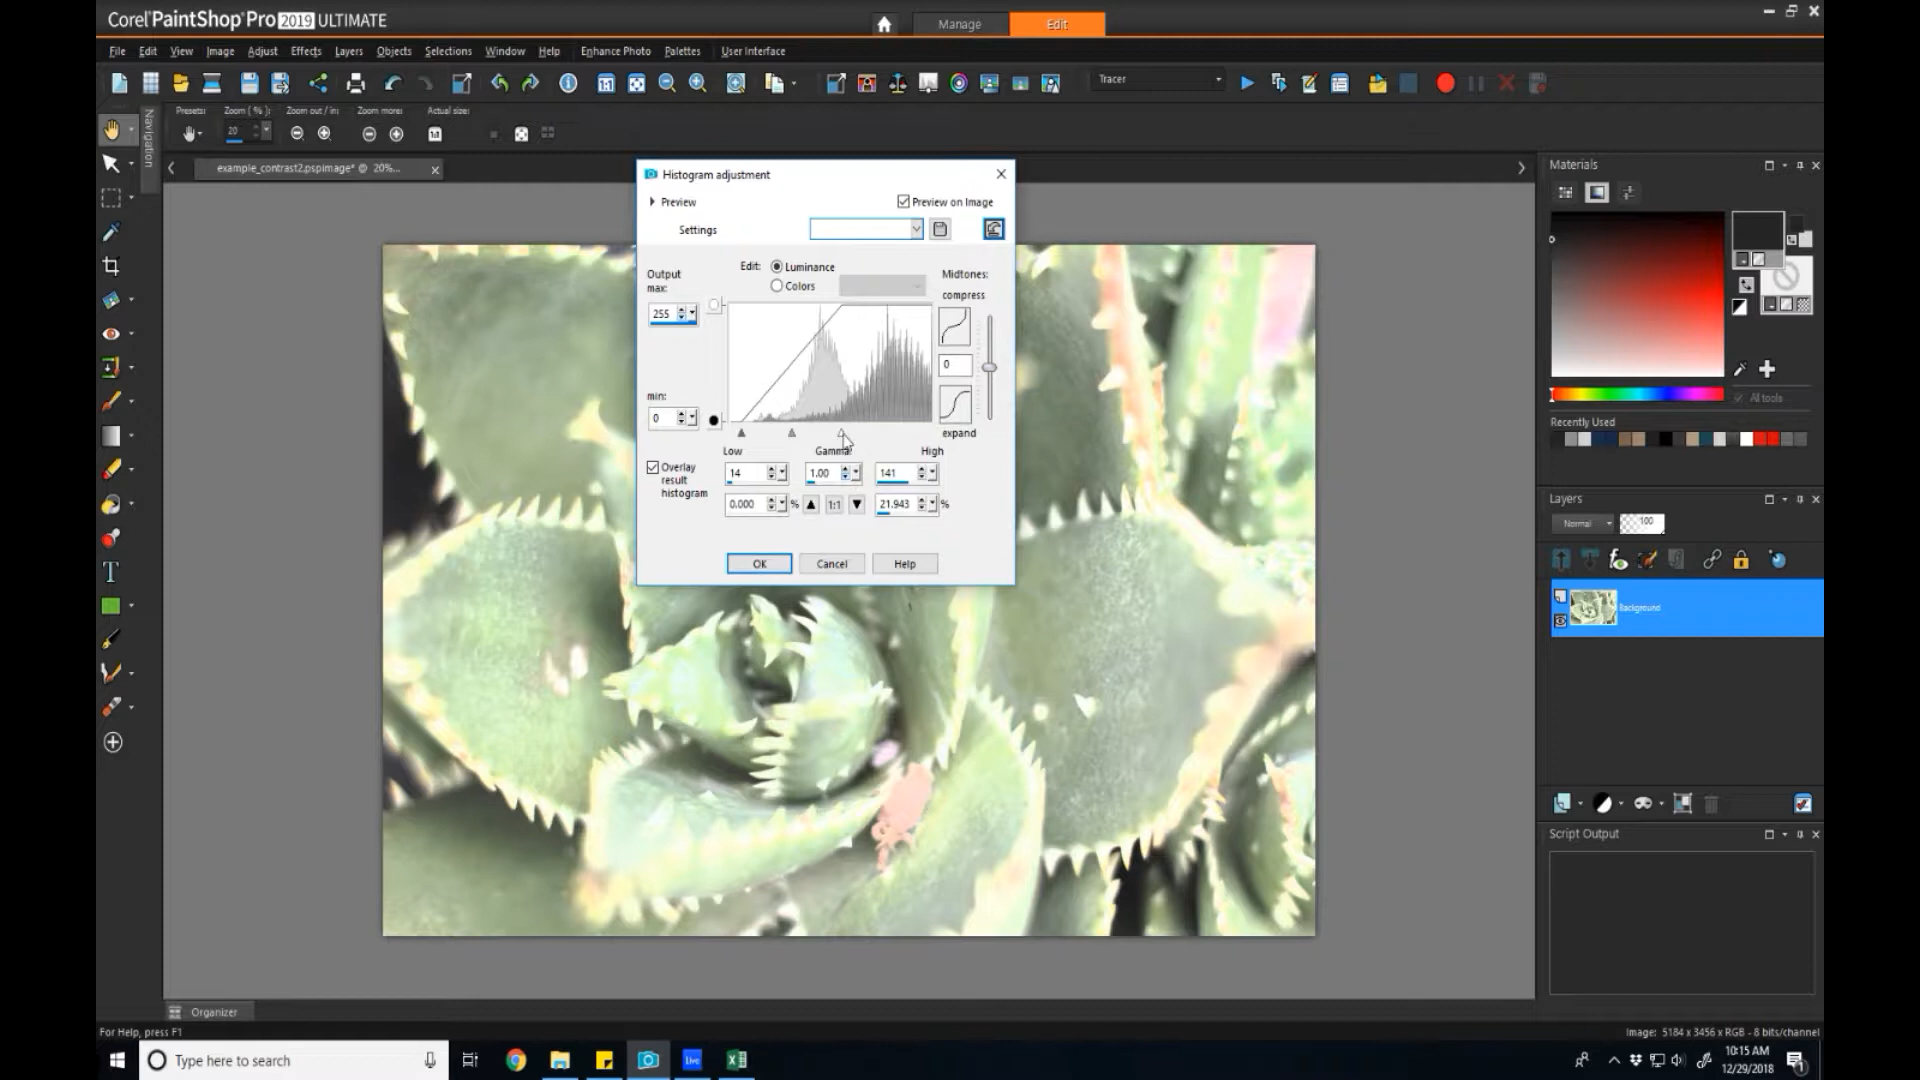 Corel PaintShop Pro 2019 ULTIMATE
Manage
Edit
File Edit View Image Adjust Effects Layers Objects Selections Window Help Enhance Photo Palettes User Interface
Tracer
Presets: Zoom ( % ): Zoom out / in: Zoom more: Actual size:
20
Navigation
example_contrast2.pspimage* @ 20%...
Histogram adjustment
Preview
Preview on Image
Settings
Edit: Luminance
Colors
Output max:
255
min:
0
Midtones:
compress
0
expand
Low Gamma: High
14 1.00 141
0.000 % 1:1 21.943 %
Overlay result histogram
OK Cancel Help
Materials
All tools
Recently Used
Layers
Normal 100
Background
Script Output
Organizer
For Help, press F1
Image: 5184 x 3456 x RGB - 8 bits/channel
Type here to search
live
10:15 AM
12/29/2018
1